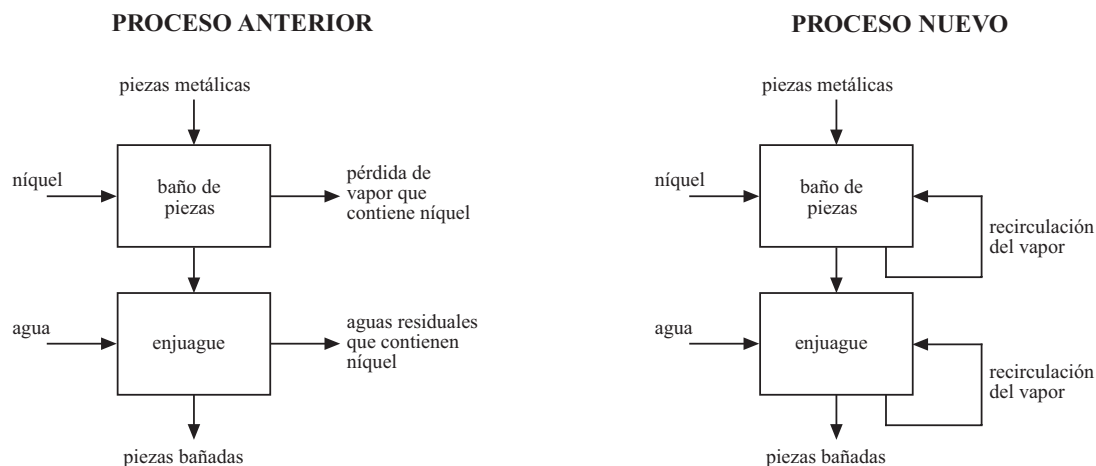 PROCESO ANTERIOR
piezas metálicas
níquel
baño de
piezas
pérdida de
vapor que
contiene níquel
agua
enjuague
aguas residuales
que contienen
níquel
piezas bañadas
PROCESO NUEVO
piezas metálicas
níquel
baño de
piezas
recirculación
del vapor
agua
enjuague
recirculación
del vapor
piezas bañadas